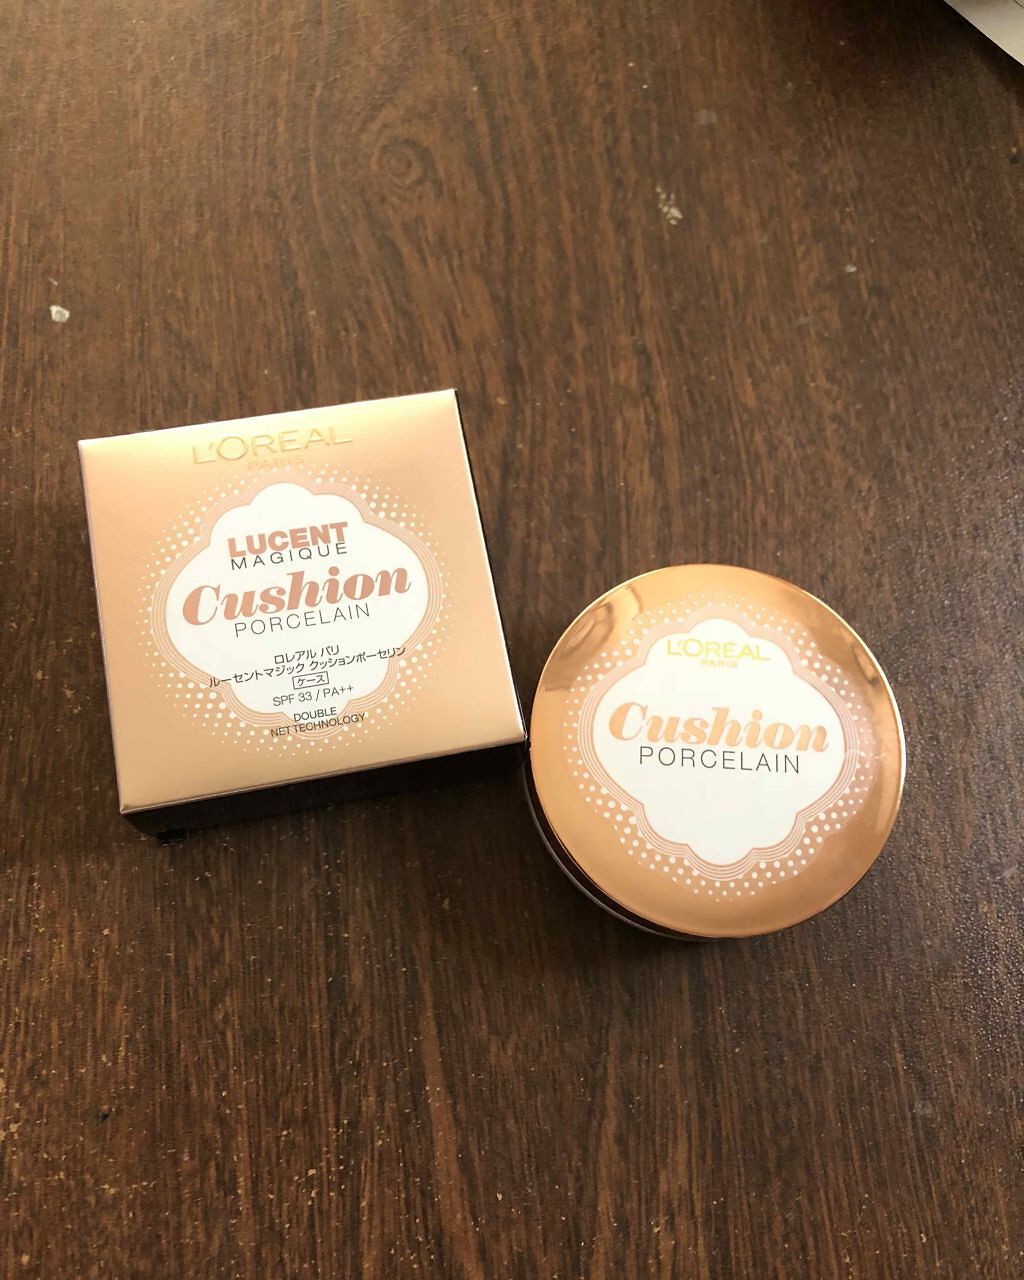 L'ORÉAL
PARIS
LUCENT
MAGIQUE
Cushion
PORCELAIN
ロレアル パリ
ルーセントマジック クッションポーセリン
ケース
SPF 33 / PA++
DOUBLE
NET TECHNOLOGY
L'ORÉAL
PARIS
Cushion
PORCELAIN